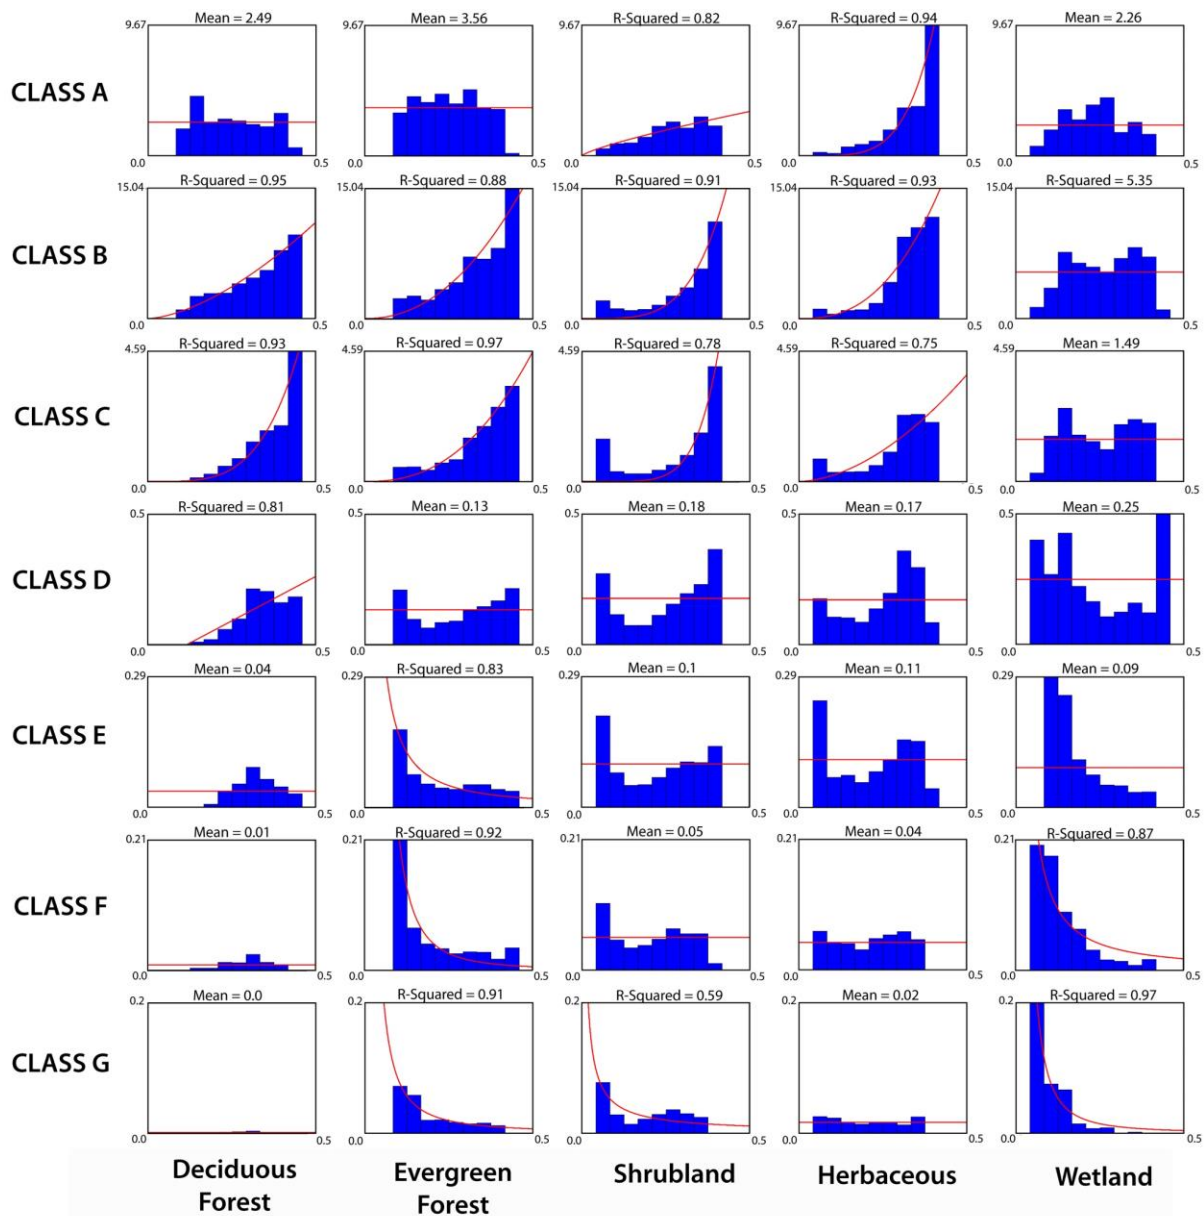 Mean = 2.49 Mean = 3.56 R-Squared = 0.82 R-Squared = 0.94 Mean = 2.26
9.67 9.67 9.67 9.67 9.67
CLASS A
0.0 0.5 0.0 0.5 0.0 0.5 0.0 0.5 0.0 0.5
R-Squared = 0.95 R-Squared = 0.88 R-Squared = 0.91 R-Squared = 0.93 R-Squared = 5.35
15.04 15.04 15.04 15.04 15.04
CLASS B
0.0 0.5 0.0 0.5 0.0 0.5 0.0 0.5 0.0 0.5
R-Squared = 0.93 R-Squared = 0.97 R-Squared = 0.78 R-Squared = 0.75 Mean = 1.49
4.59 4.59 4.59 4.59 4.59
CLASS C
0.0 0.5 0.0 0.5 0.0 0.5 0.0 0.5 0.0 0.5
R-Squared = 0.81 Mean = 0.13 Mean = 0.18 Mean = 0.17 Mean = 0.25
0.5 0.5 0.5 0.5 0.5
CLASS D
0.0 0.5 0.0 0.5 0.0 0.5 0.0 0.5 0.0 0.5
Mean = 0.04 R-Squared = 0.83 Mean = 0.1 Mean = 0.11 Mean = 0.09
0.29 0.29 0.29 0.29 0.29
CLASS E
0.0 0.5 0.0 0.5 0.0 0.5 0.0 0.5 0.0 0.5
Mean = 0.01 R-Squared = 0.92 Mean = 0.05 Mean = 0.04 R-Squared = 0.87
0.21 0.21 0.21 0.21 0.21
CLASS F
0.0 0.5 0.0 0.5 0.0 0.5 0.0 0.5 0.0 0.5
Mean = 0.0 R-Squared = 0.91 R-Squared = 0.59 Mean = 0.02 R-Squared = 0.97
0.2 0.2 0.2 0.2 0.2
CLASS G
0.0 0.5 0.0 0.5 0.0 0.5 0.0 0.5 0.0 0.5
Deciduous Evergreen Shrubland Herbaceous Wetland
Forest Forest